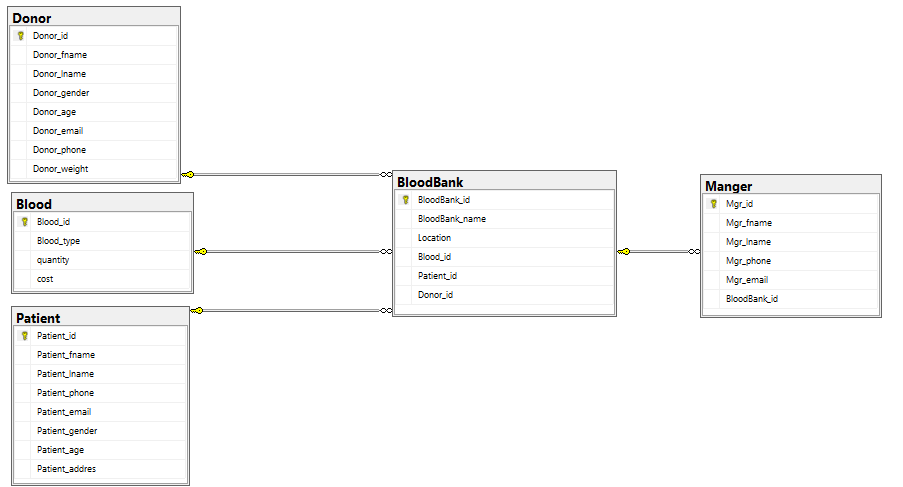 Donor
Donor_id
Donor_fname
Donor_lname
Donor_gender
Donor_age
Donor_email
Donor_phone
Donor_weight
Blood
Blood_id
Blood_type
quantity
cost
Patient
Patient_id
Patient_fname
Patient_lname
Patient_phone
Patient_email
Patient_gender
Patient_age
Patient_addres
BloodBank
BloodBank_id
BloodBank_name
Location
Blood_id
Patient_id
Donor_id
Manger
Mgr_id
Mgr_fname
Mgr_lname
Mgr_phone
Mgr_email
BloodBank_id